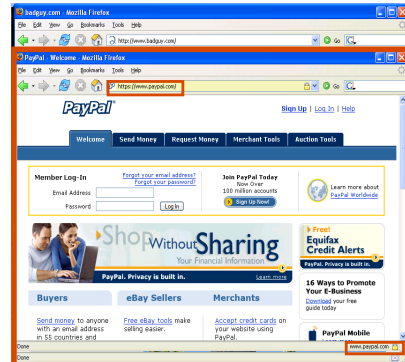 badguy.com - Mozilla Firefox
File Edit View Go Bookmarks Tools Help
http://www.badguy.com/ Go
PayPal - Welcome - Mozilla Firefox
File Edit View Go Bookmarks Tools Help
https://www.paypal.com/ Go
PayPal
Sign Up | Log In | Help
Welcome Send Money Request Money Merchant Tools Auction Tools
Member Log-In
Forgot your email address?
Forgot your password?
Email Address
Password
Log In
Join PayPal Today
Now Over
100 million accounts
Sign Up Now!
Learn more about
PayPal Worldwide
Shop Without Sharing
Your Financial Information
PayPal. Privacy is built in.
Learn more
Free!
Equifax
Credit Alerts
PayPal. Privacy is built in.
16 Ways to Promote
Your E-Business
Download your free
guide today
PayPal Mobile
Buyers
Send money to anyone
with an email address
in 55 countries and
eBay Sellers
Free eBay tools make
selling easier.
Merchants
Accept credit cards on
your website using
PayPal.
Done
www.paypal.com
Done